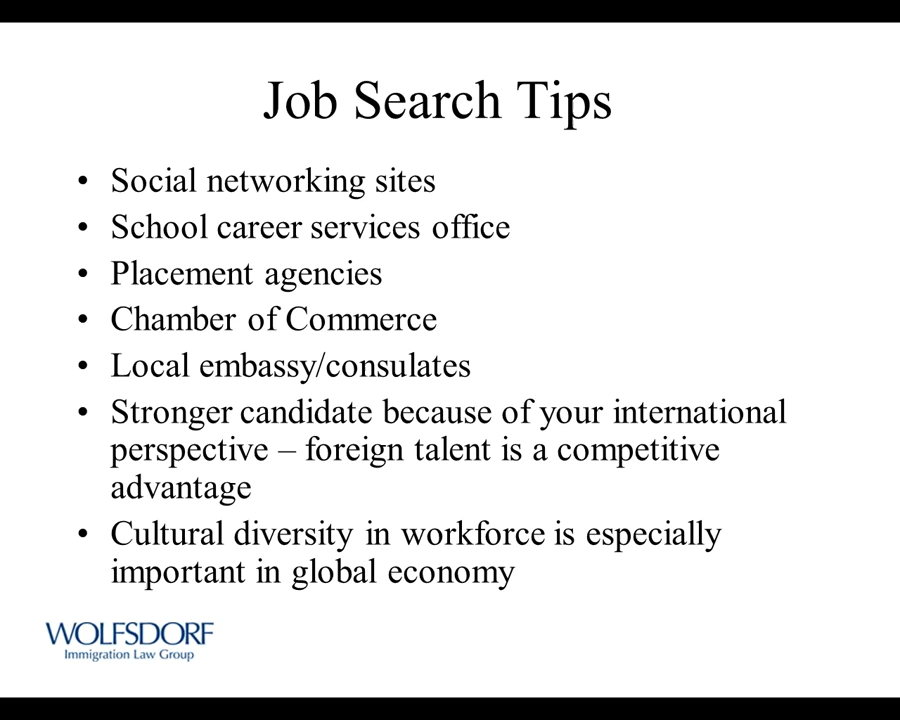 Job Search Tips
• Social networking sites
• School career services office
• Placement agencies
• Chamber of Commerce
• Local embassy/consulates
• Stronger candidate because of your international
perspective – foreign talent is a competitive
advantage
• Cultural diversity in workforce is especially
important in global economy
WOLFSDORF
Immigration Law Group